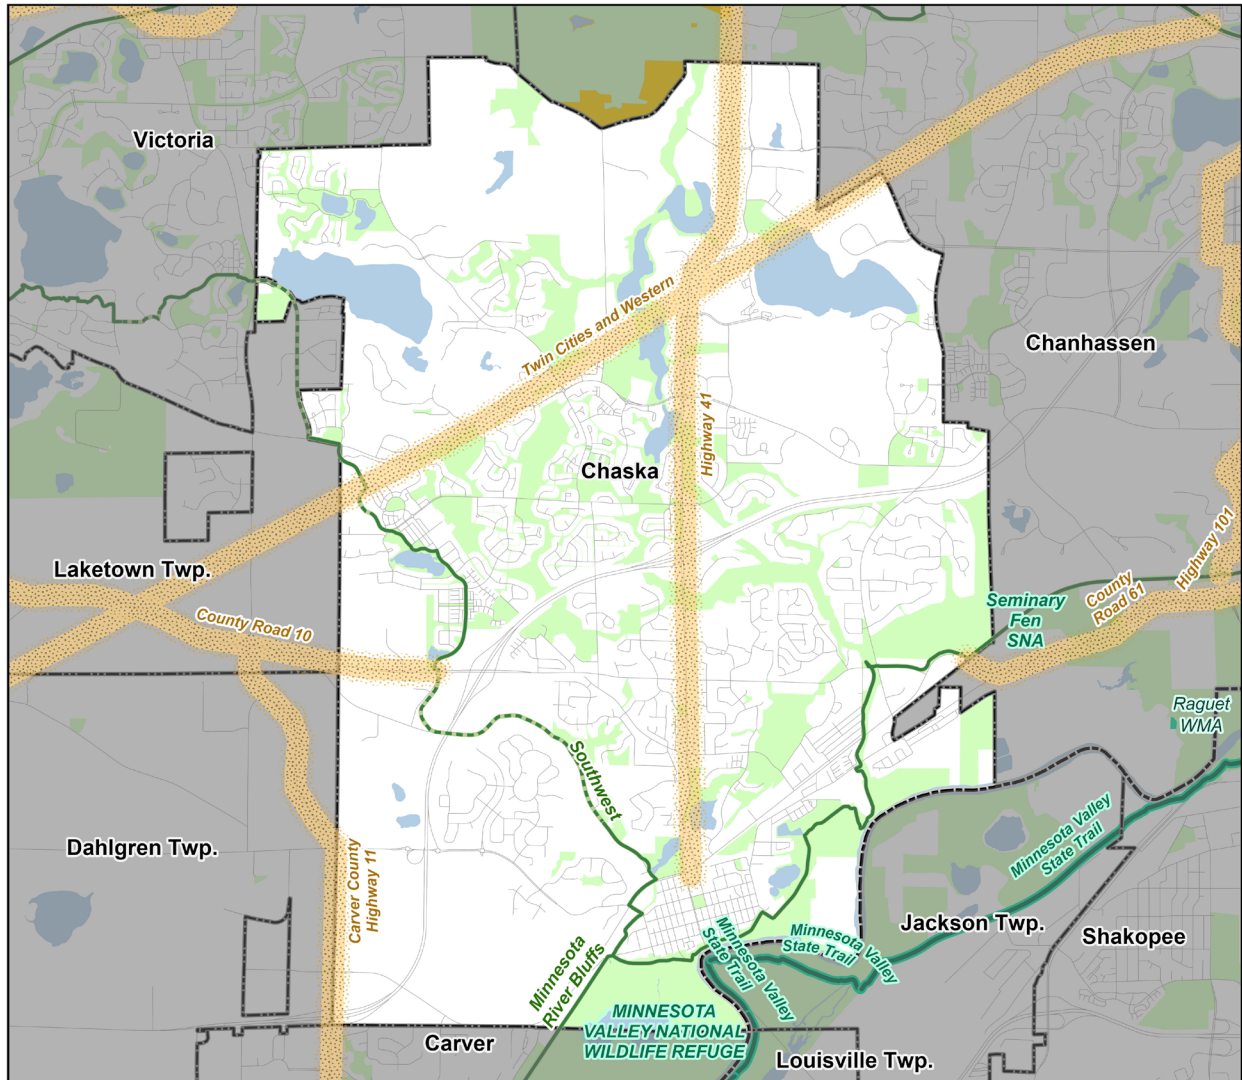 Victoria
Twin Cities and Western
Chanhassen
Highway 41
Chaska
Laketown Twp.
County Road 10
Seminary
Fen
SNA
County
Road 61
Highway 101
Raguet
WMA
Southwest
Dahlgren Twp.
Carver County
Highway 11
Minnesota Valley
State Trail
Jackson Twp.
Shakopee
Minnesota
River Bluffs
Minnesota Valley
State Trail
Minnesota Valley
State Trail
MINNESOTA
VALLEY NATIONAL
WILDLIFE REFUGE
Carver
Louisville Twp.